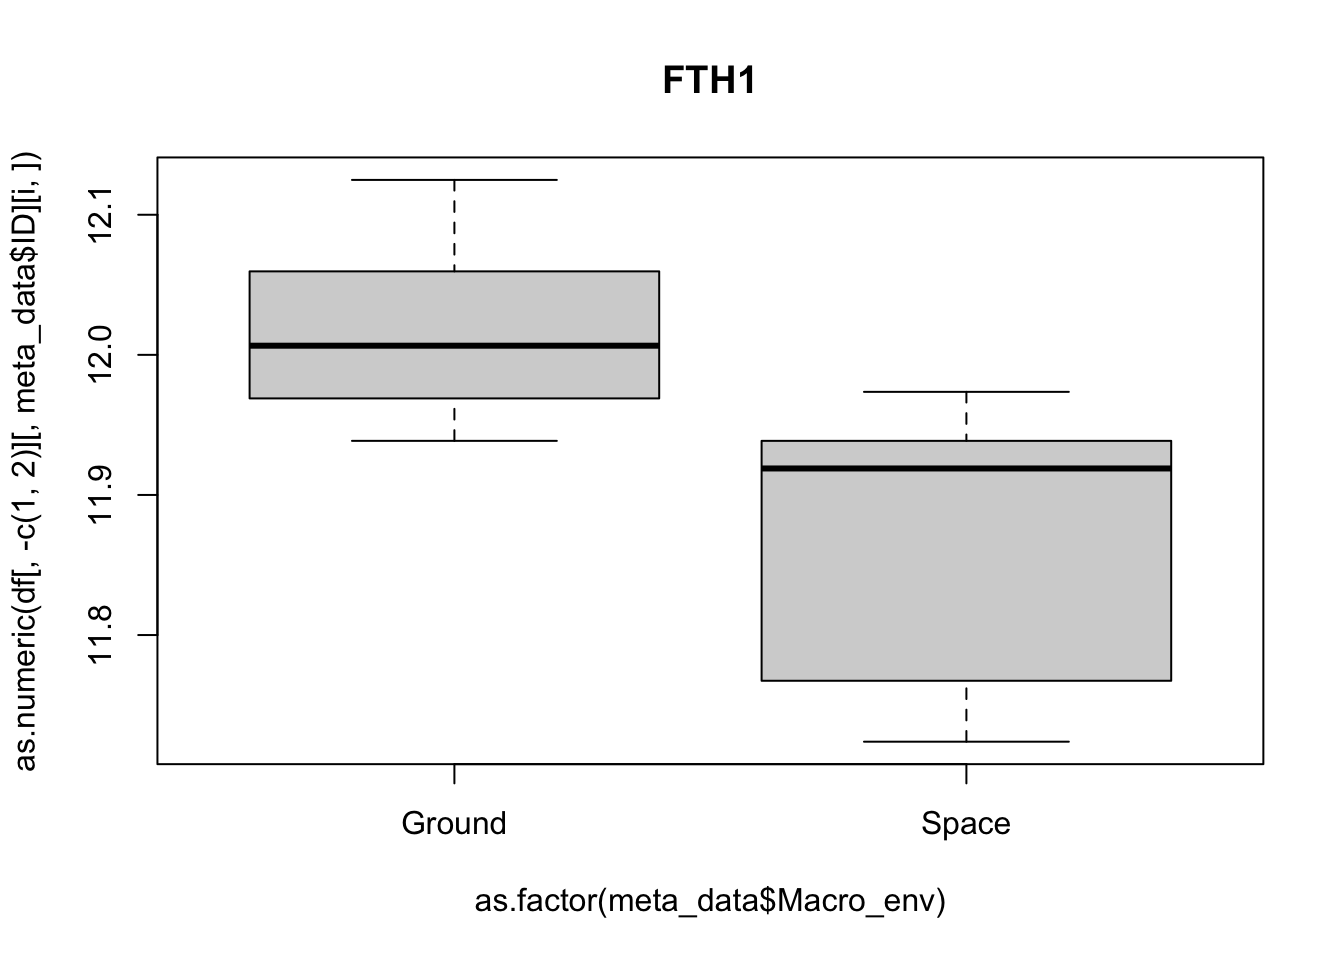 FTH1
as.numeric(df[, -c(1, 2)][, meta_data$ID][i, ])
12.1
12.0
11.9
11.8
Ground
Space
as.factor(meta_data$Macro_env)